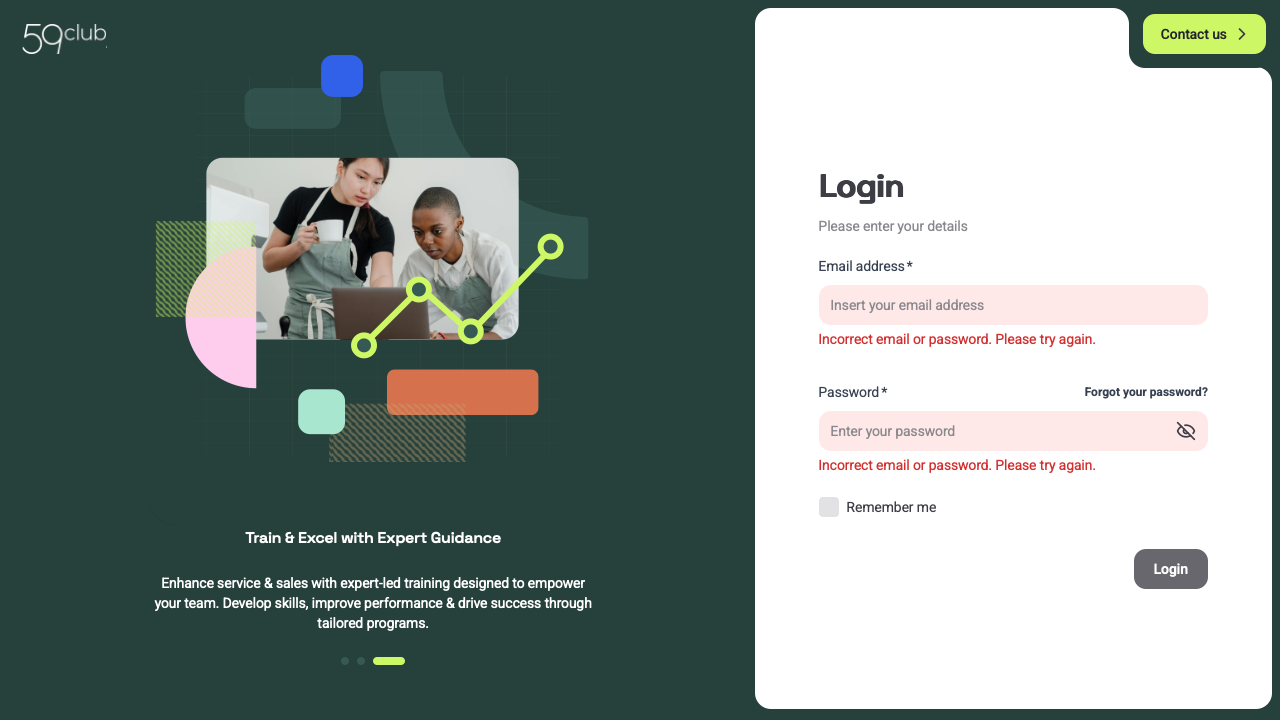 59club
Contact us
Login
Please enter your details
Email address*
Insert your email address
Incorrect email or password. Please try again.
Password*
Forgot your password?
Enter your password
Incorrect email or password. Please try again.
Remember me
Login
Train & Excel with Expert Guidance
Enhance service & sales with expert-led training designed to empower
your team. Develop skills, improve performance & drive success through
tailored programs.